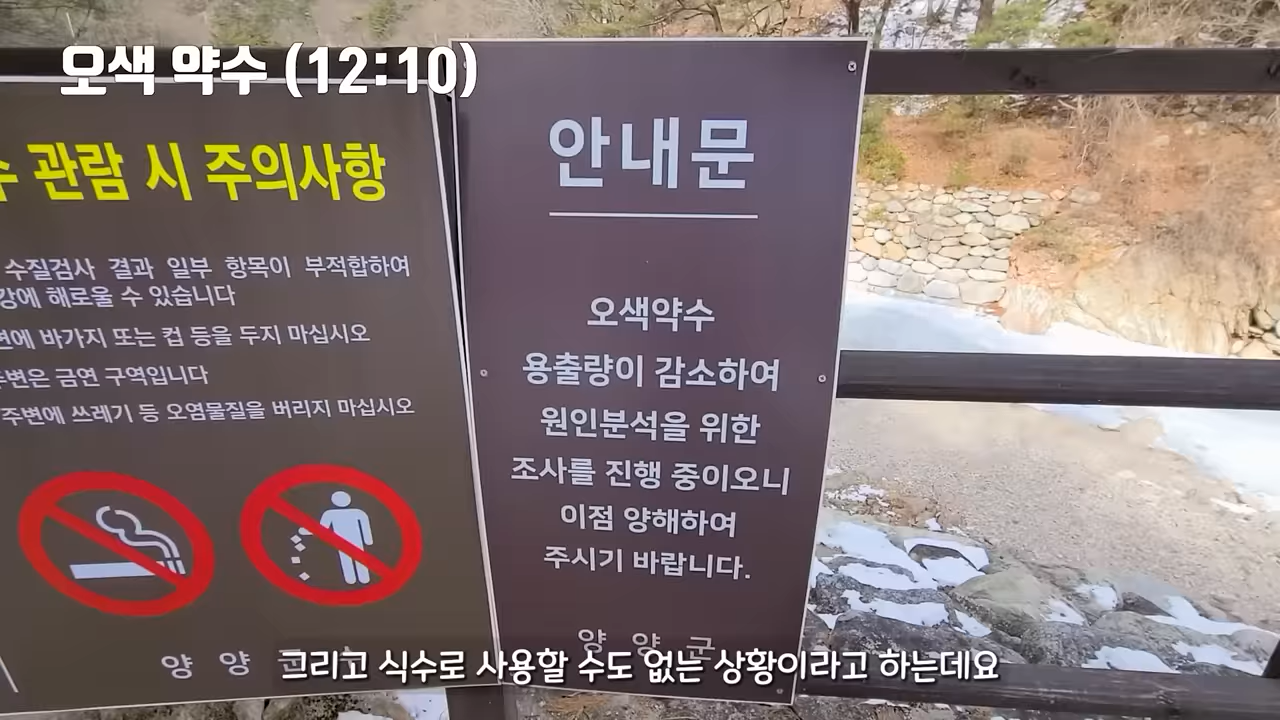 오색 약수 (12:10)
관람 시 주의사항
수질검사 결과 일부 항목이 부적합하여
해로울 수 있습니다
바가지 또는 컵 등을 두지 마십시오
금연 구역입니다
주변에 쓰레기 등 오염물질을 버리지 마십시오
양 양
안내문
오색약수
용출량이 감소하여
원인분석을 위한
조사를 진행 중이오니
이점 양해하여
주시기 바랍니다.
양 양 군
그리고 식수로 사용할 수도 없는 상황이라고 하는데요